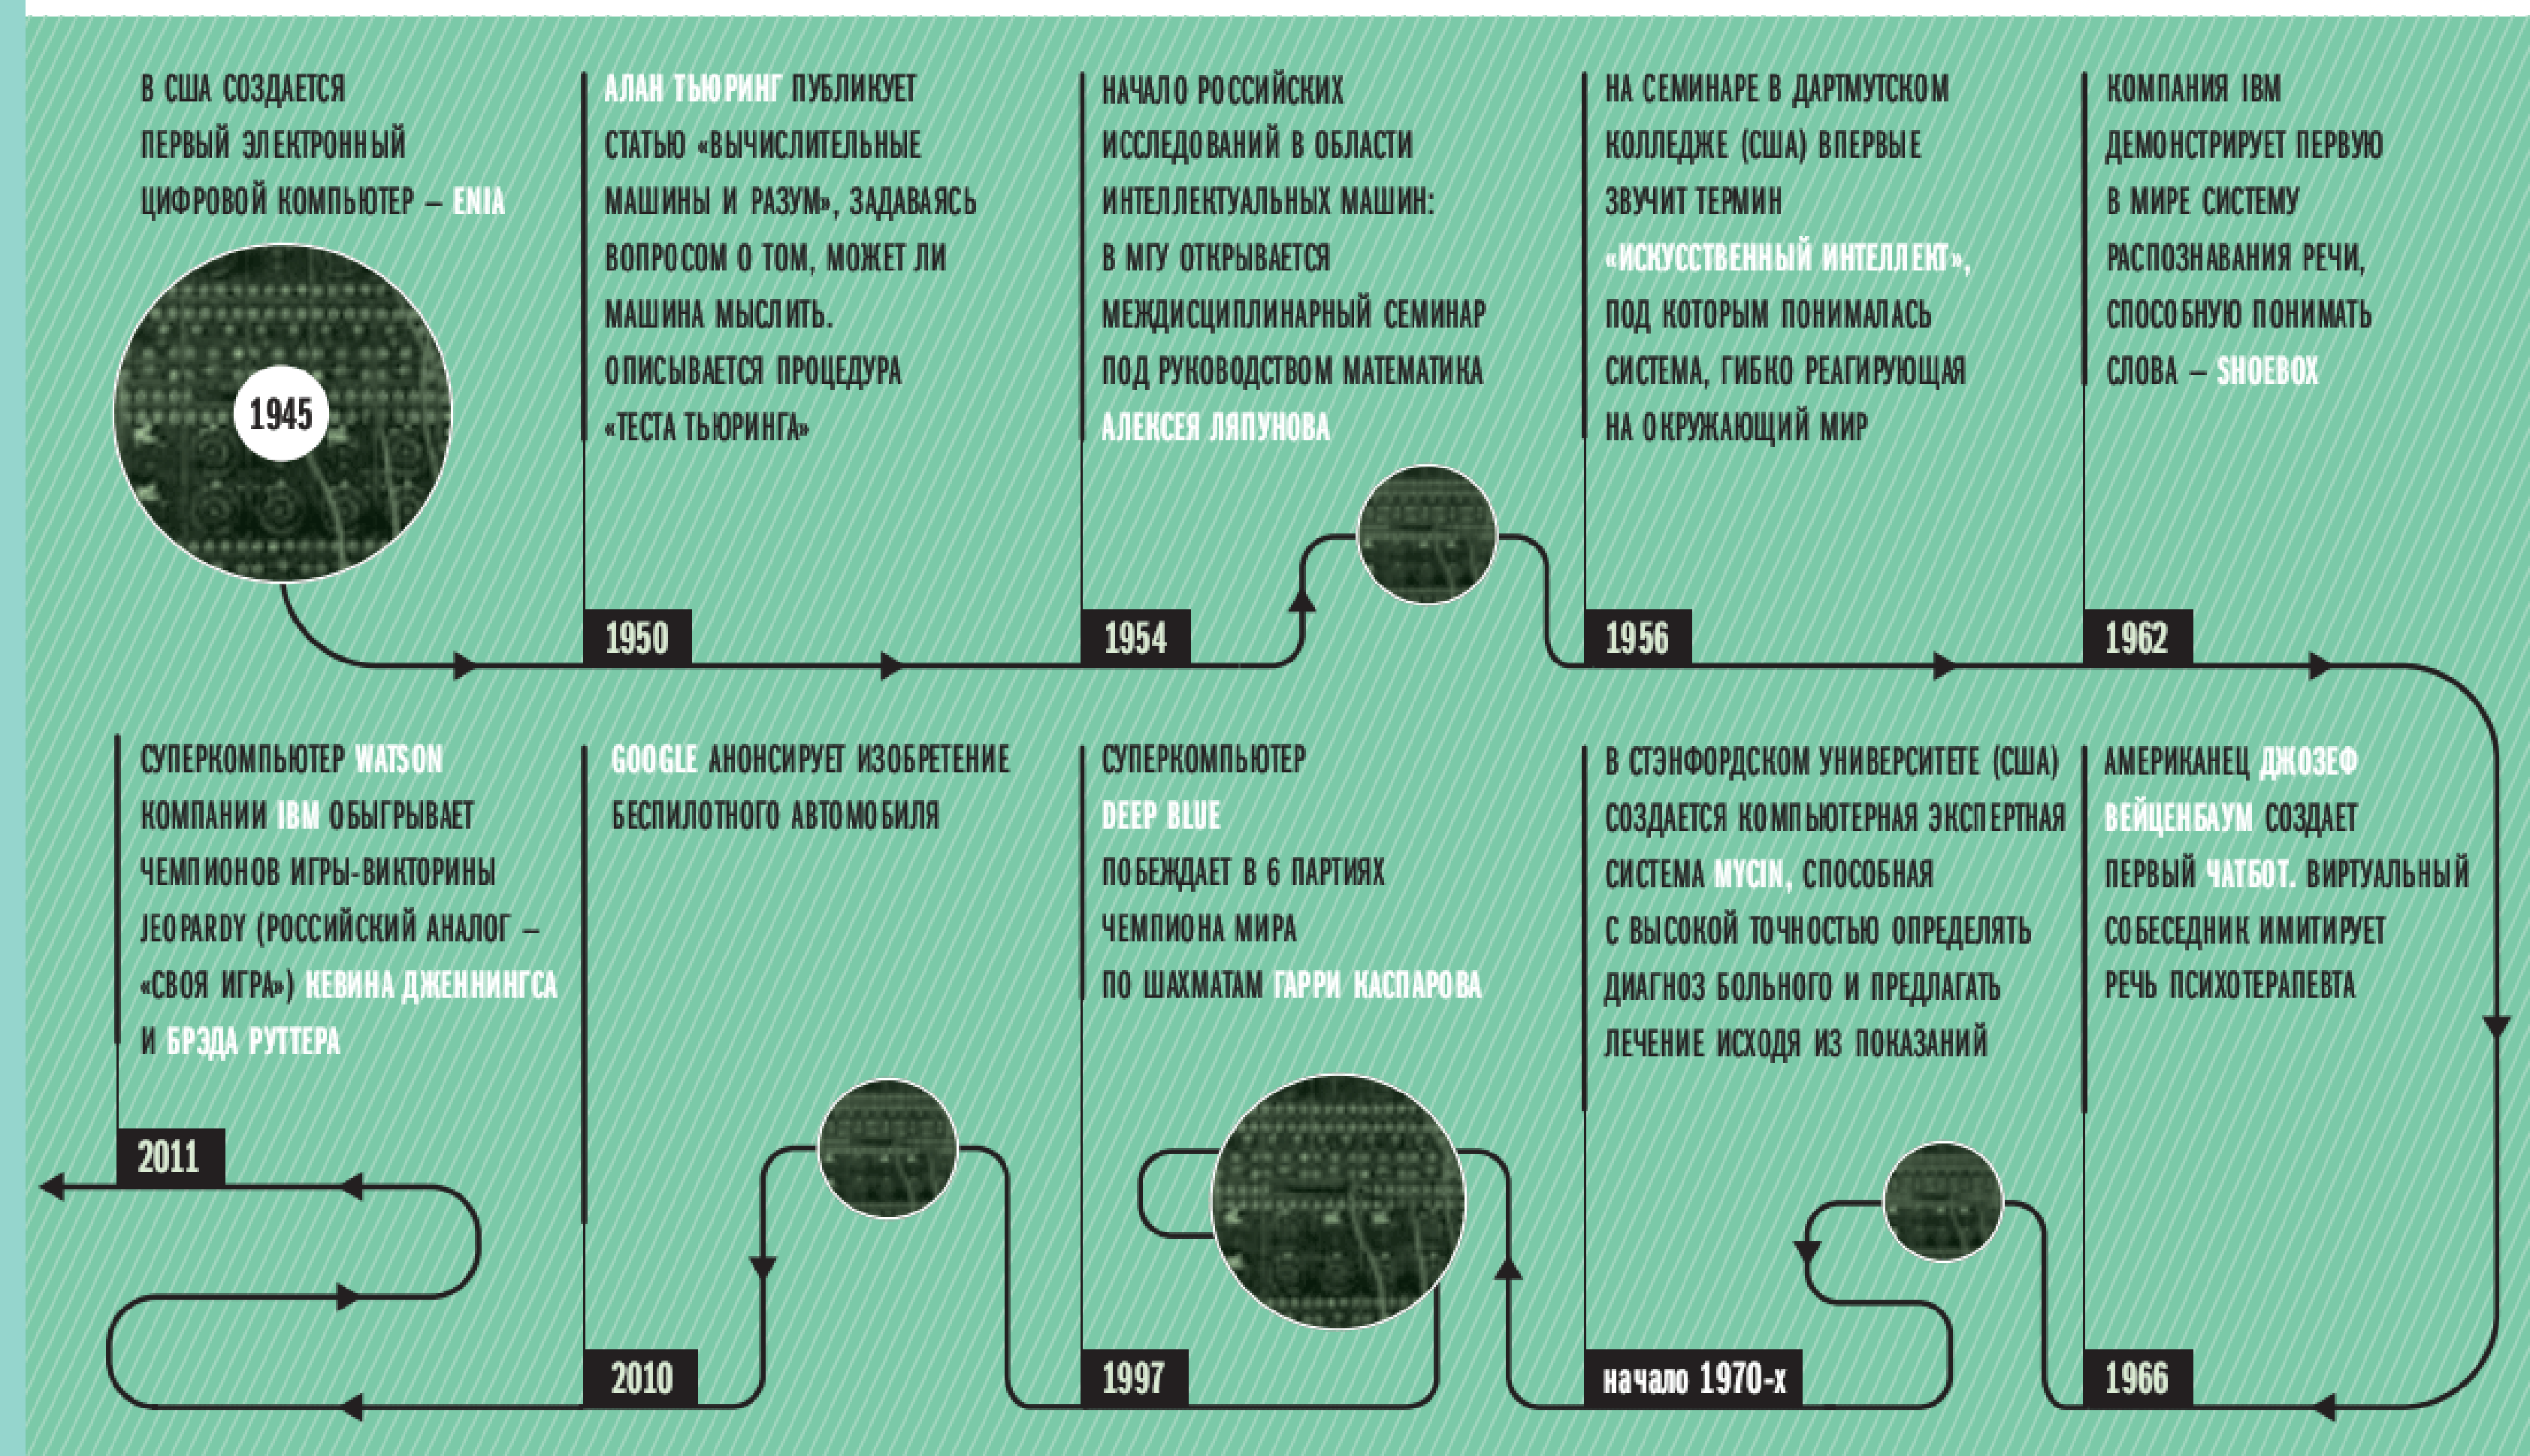 В США СОЗДАЕТСЯ
ПЕРВЫЙ ЭЛЕКТРОННЫЙ
ЦИФРОВОЙ КОМПЬЮТЕР – ENIA
1945
АЛАН ТЬЮРИНГ ПУБЛИКУЕТ
СТАТЬЮ «ВЫЧИСЛИТЕЛЬНЫЕ
МАШИНЫ И РАЗУМ», ЗАДАВАЯСЬ
ВОПРОСОМ О ТОМ, МОЖЕТ ЛИ
МАШИНА МЫСЛИТЬ.
ОПИСЫВАЕТСЯ ПРОЦЕДУРА
«ТЕСТА ТЬЮРИНГА»
1950
НАЧАЛО РОССИЙСКИХ
ИССЛЕДОВАНИЙ В ОБЛАСТИ
ИНТЕЛЛЕКТУАЛЬНЫХ МАШИН:
В МГУ ОТКРЫВАЕТСЯ
МЕЖДИСЦИПЛИНАРНЫЙ СЕМИНАР
ПОД РУКОВОДСТВОМ МАТЕМАТИКА
АЛЕКСЕЯ ЛЯПУНОВА
1954
НА СЕМИНАРЕ В ДАРТМУТСКОМ
КОЛЛЕДЖЕ (США) ВПЕРВЫЕ
ЗВУЧИТ ТЕРМИН
«ИСКУССТВЕННЫЙ ИНТЕЛЛЕКТ»,
ПОД КОТОРЫМ ПОНИМАЛАСЬ
СИСТЕМА, ГИБКО РЕАГИРУЮЩАЯ
НА ОКРУЖАЮЩИЙ МИР
1956
КОМПАНИЯ IBM
ДЕМОНСТРИРУЕТ ПЕРВУЮ
В МИРЕ СИСТЕМУ
РАСПОЗНАВАНИЯ РЕЧИ,
СПОСОБНУЮ ПОНИМАТЬ
СЛОВА – SHOEBOX
1962
АМЕРИКАНЕЦ ДЖОЗЕФ
ВЕЙЦЕНБАУМ СОЗДАЕТ
ПЕРВЫЙ ЧАТБОТ. ВИРТУАЛЬНЫЙ
СОБЕСЕДНИК ИМИТИРУЕТ
РЕЧЬ ПСИХОТЕРАПЕВТА
1966
В СТЭНФОРДСКОМ УНИВЕРСИТЕТЕ (США)
СОЗДАЕТСЯ КОМПЬЮТЕРНАЯ ЭКСПЕРТНАЯ
СИСТЕМА MYCIN, СПОСОБНАЯ
С ВЫСОКОЙ ТОЧНОСТЬЮ ОПРЕДЕЛЯТЬ
ДИАГНОЗ БОЛЬНОГО И ПРЕДЛАГАТЬ
ЛЕЧЕНИЕ ИСХОДЯ ИЗ ПОКАЗАНИЙ
начало 1970-х
СУПЕРКОМПЬЮТЕР
DEEP BLUE
ПОБЕЖДАЕТ В 6 ПАРТИЯХ
ЧЕМПИОНА МИРА
ПО ШАХМАТАМ ГАРРИ КАСПАРОВА
1997
GOOGLE АНОНСИРУЕТ ИЗОБРЕТЕНИЕ
БЕСПИЛОТНОГО АВТОМОБИЛЯ
2010
СУПЕРКОМПЬЮТЕР WATSON
КОМПАНИИ IBM ОБЫГРЫВАЕТ
ЧЕМПИОНОВ ИГРЫ-ВИКТОРИНЫ
JEOPARDY (РОССИЙСКИЙ АНАЛОГ –
«СВОЯ ИГРА») КЕВИНА ДЖЕННИНГСА
И БРЭДА РУТТЕРА
2011